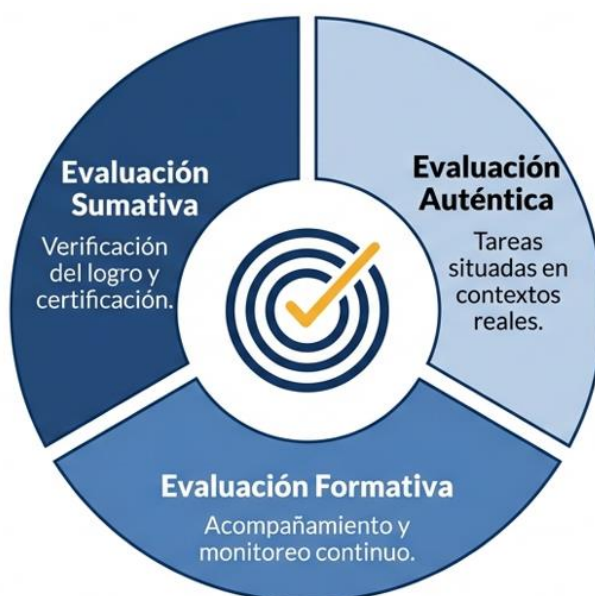 Evaluación
Sumativa
Verificación
del logro y
certificación.
Evaluación
Auténtica
Tareas
situadas en
contextos
reales.
Evaluación Formativa
Acompañamiento y
monitoreo continuo.